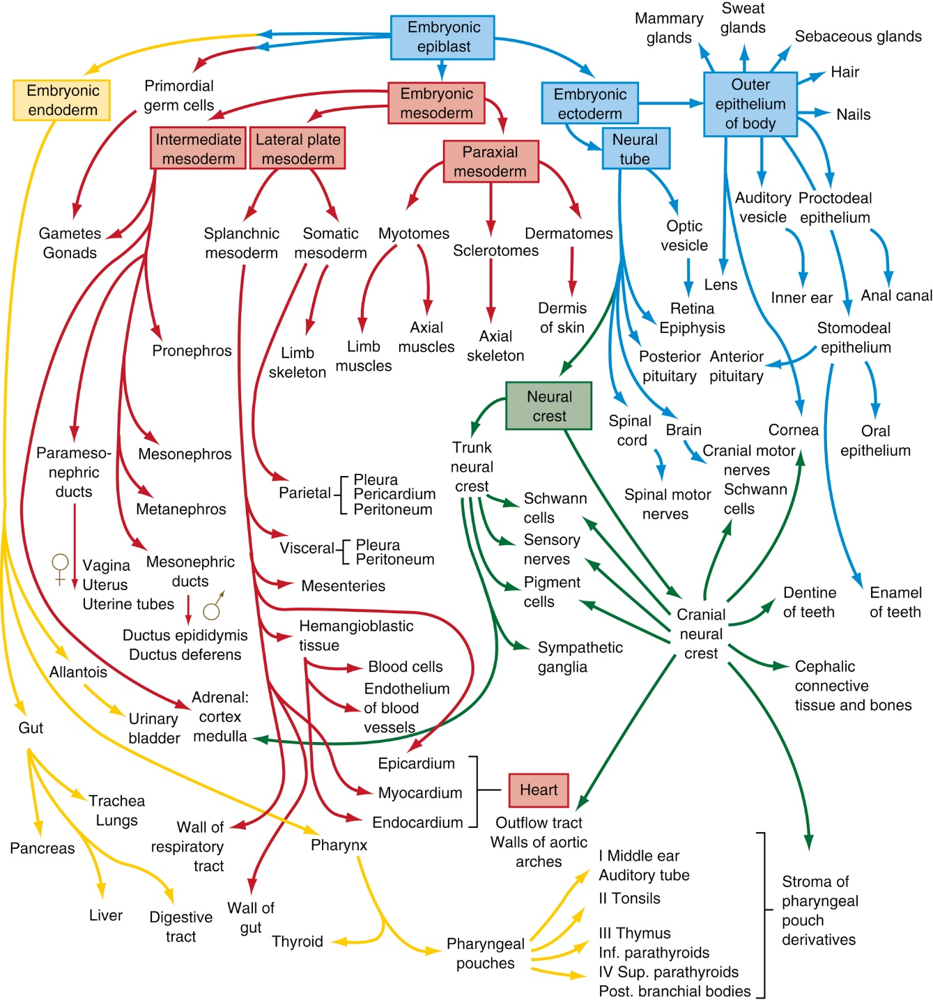 Embryonic
epiblast
Mammary
glands
Sweat
glands
Sebaceous glands
Hair
Nails
Embryonic
endoderm
Primordial
germ cells
Embryonic
mesoderm
Embryonic
ectoderm
Outer
epithelium
of body
Intermediate
mesoderm
Lateral plate
mesoderm
Paraxial
mesoderm
Neural
tube
Gametes
Gonads
Splanchnic
mesoderm
Somatic
mesoderm
Myotomes
Sclerotomes
Dermatomes
Optic
vesicle
Auditory
vesicle
Proctodeal
epithelium
Lens
Inner ear
Anal canal
Pronephros
Limb
skeleton
Limb
muscles
Axial
muscles
Axial
skeleton
Dermis
of skin
Retina
Epiphysis
Posterior
pituitary
Anterior
pituitary
Stomodeal
epithelium
Neural
crest
Spinal
cord
Brain
Cornea
Oral
epithelium
Parameso-
nephric
ducts
Mesonephros
Metanephros
Trunk
neural
crest
Cranial motor
nerves
Schwann
cells
Spinal motor
nerves
Parietal
Pleura
Pericardium
Peritoneum
Visceral
Pleura
Peritoneum
Schwann
cells
Sensory
nerves
Pigment
cells
Sympathetic
ganglia
♀
Vagina
Uterus
Uterine tubes
Mesonephric
ducts
♂
Ductus epididymis
Ductus deferens
Mesenteries
Hemangioblastic
tissue
Blood cells
Endothelium
of blood
vessels
Cranial
neural
crest
Dentine
of teeth
Enamel
of teeth
Cephalic
connective
tissue and bones
Allantois
Urinary
bladder
Adrenal:
cortex
medulla
Gut
Epicardium
Myocardium
Endocardium
Heart
Outflow tract
Walls of aortic
arches
Trachea
Lungs
Pancreas
Liver
Digestive
tract
Wall of
respiratory
tract
Wall of
gut
Pharynx
Thyroid
Pharyngeal
pouches
I Middle ear
Auditory tube
II Tonsils
III Thymus
Inf. parathyroids
IV Sup. parathyroids
Post. branchial bodies
Stroma of
pharyngeal
pouch
derivatives